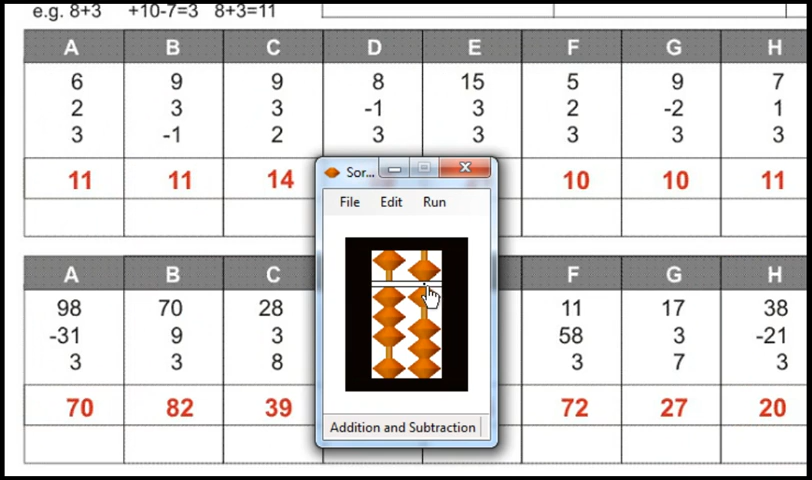 e.g. 8+3 +10-7=3 8+3=11
A B C D E F G H
6 9 9 8 15 5 9 7
2 3 3 -1 3 2 -2 1
3 -1 2 3 3 3 3 3
11 11 14 10 10 11
Sor...
File Edit Run
A B C F G H
98 70 28 11 17 38
-31 9 3 58 3 -21
3 3 8 3 7 3
70 82 39 72 27 20
Addition and Subtraction